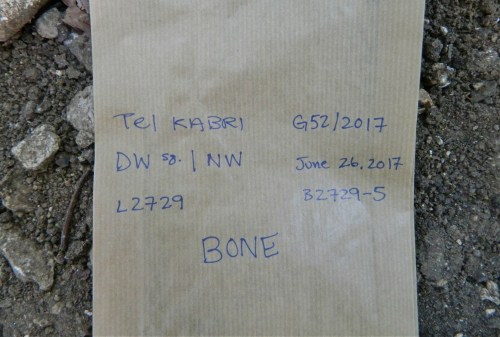 Tel KABRI G52/2017
DW sq. | NW June 26, 2017
L2729 B2729-5
BONE